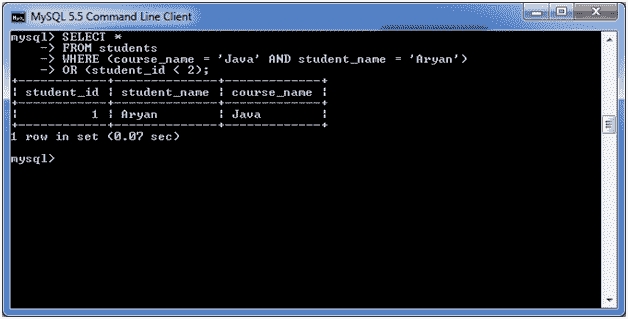 MySQL 5.5 Command Line Client
mysql> SELECT *
    -> FROM students
    -> WHERE (course_name = 'Java' AND student_name = 'Aryan')
    -> OR (student_id < 2);
+------------+--------------+-------------+
| student_id | student_name | course_name |
+------------+--------------+-------------+
|          1 | Aryan        | Java        |
+------------+--------------+-------------+
1 row in set (0.07 sec)
mysql>